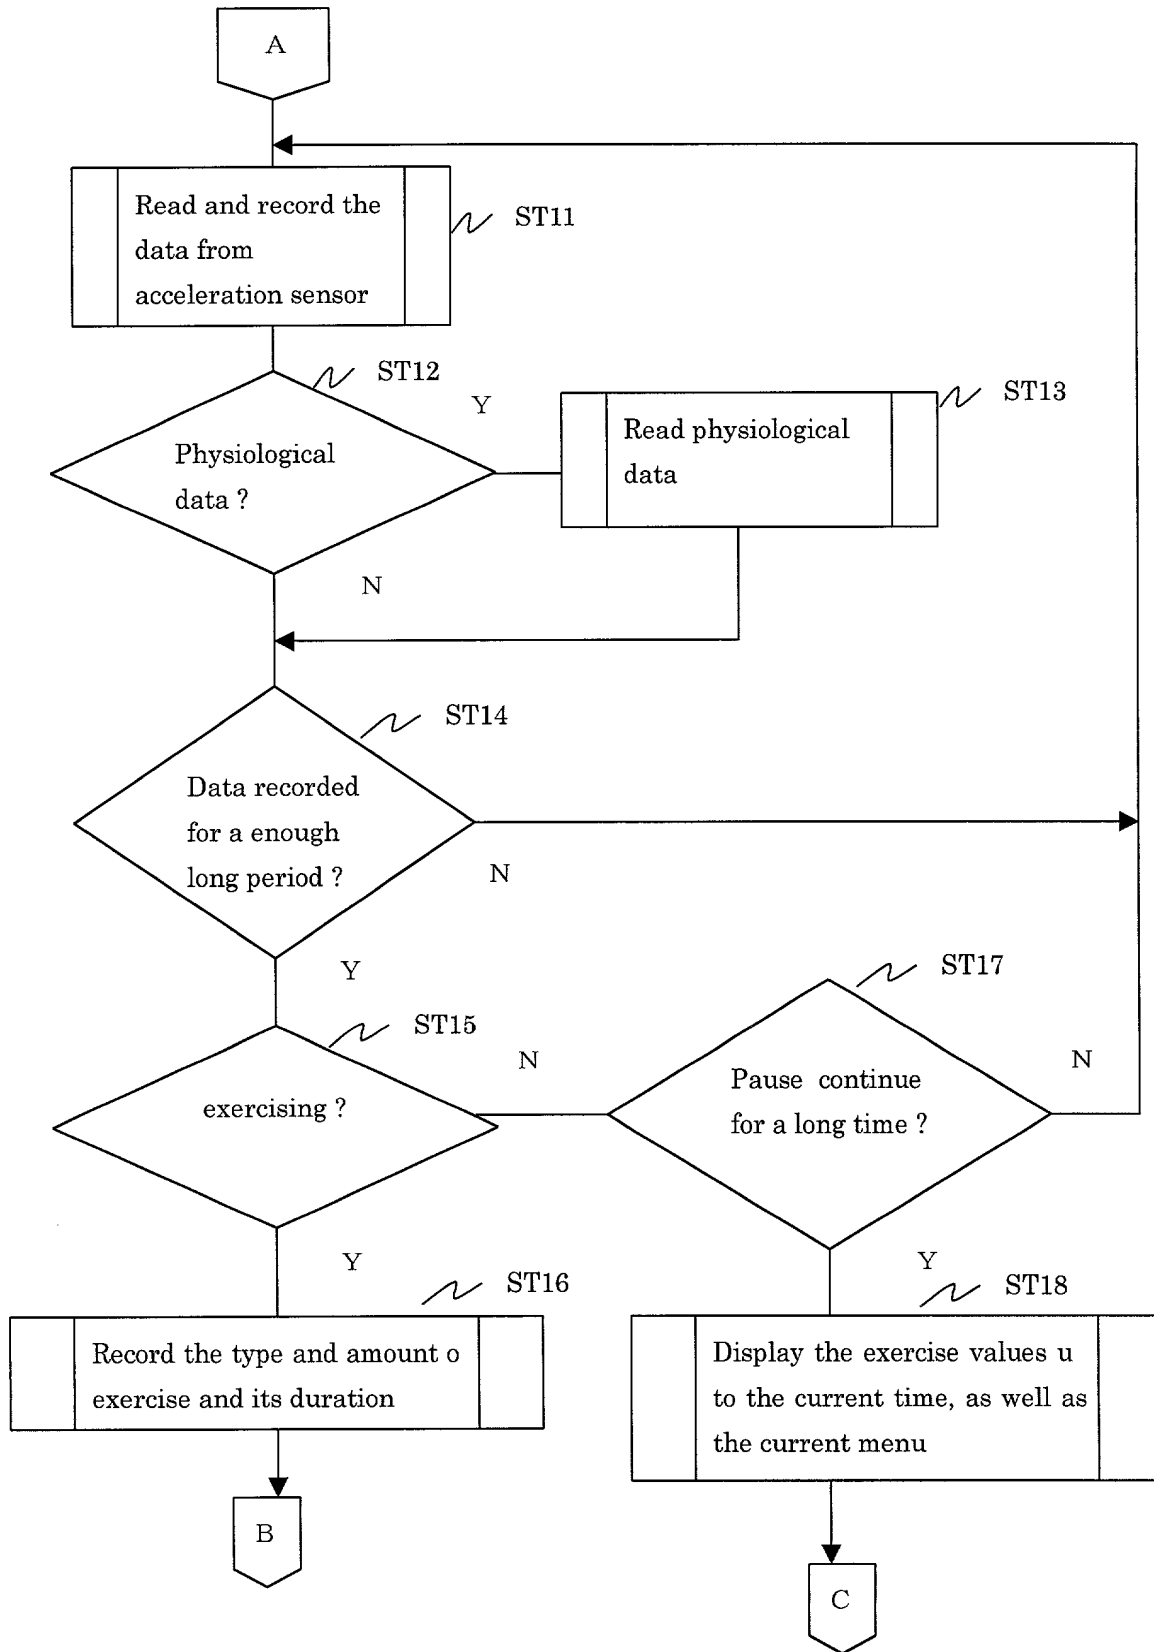 A
Read and record the
data from
acceleration sensor
ST11
ST12
Y
Physiological
data ?
N
ST13
Read physiological
data
ST14
Data recorded
for a enough
long period ?
N
Y
ST15
exercising ?
N
Y
ST17
Pause continue
for a long time ?
N
Y
ST16
Record the type and amount o
exercise and its duration
ST18
Display the exercise values u
to the current time, as well as
the current menu
B
C